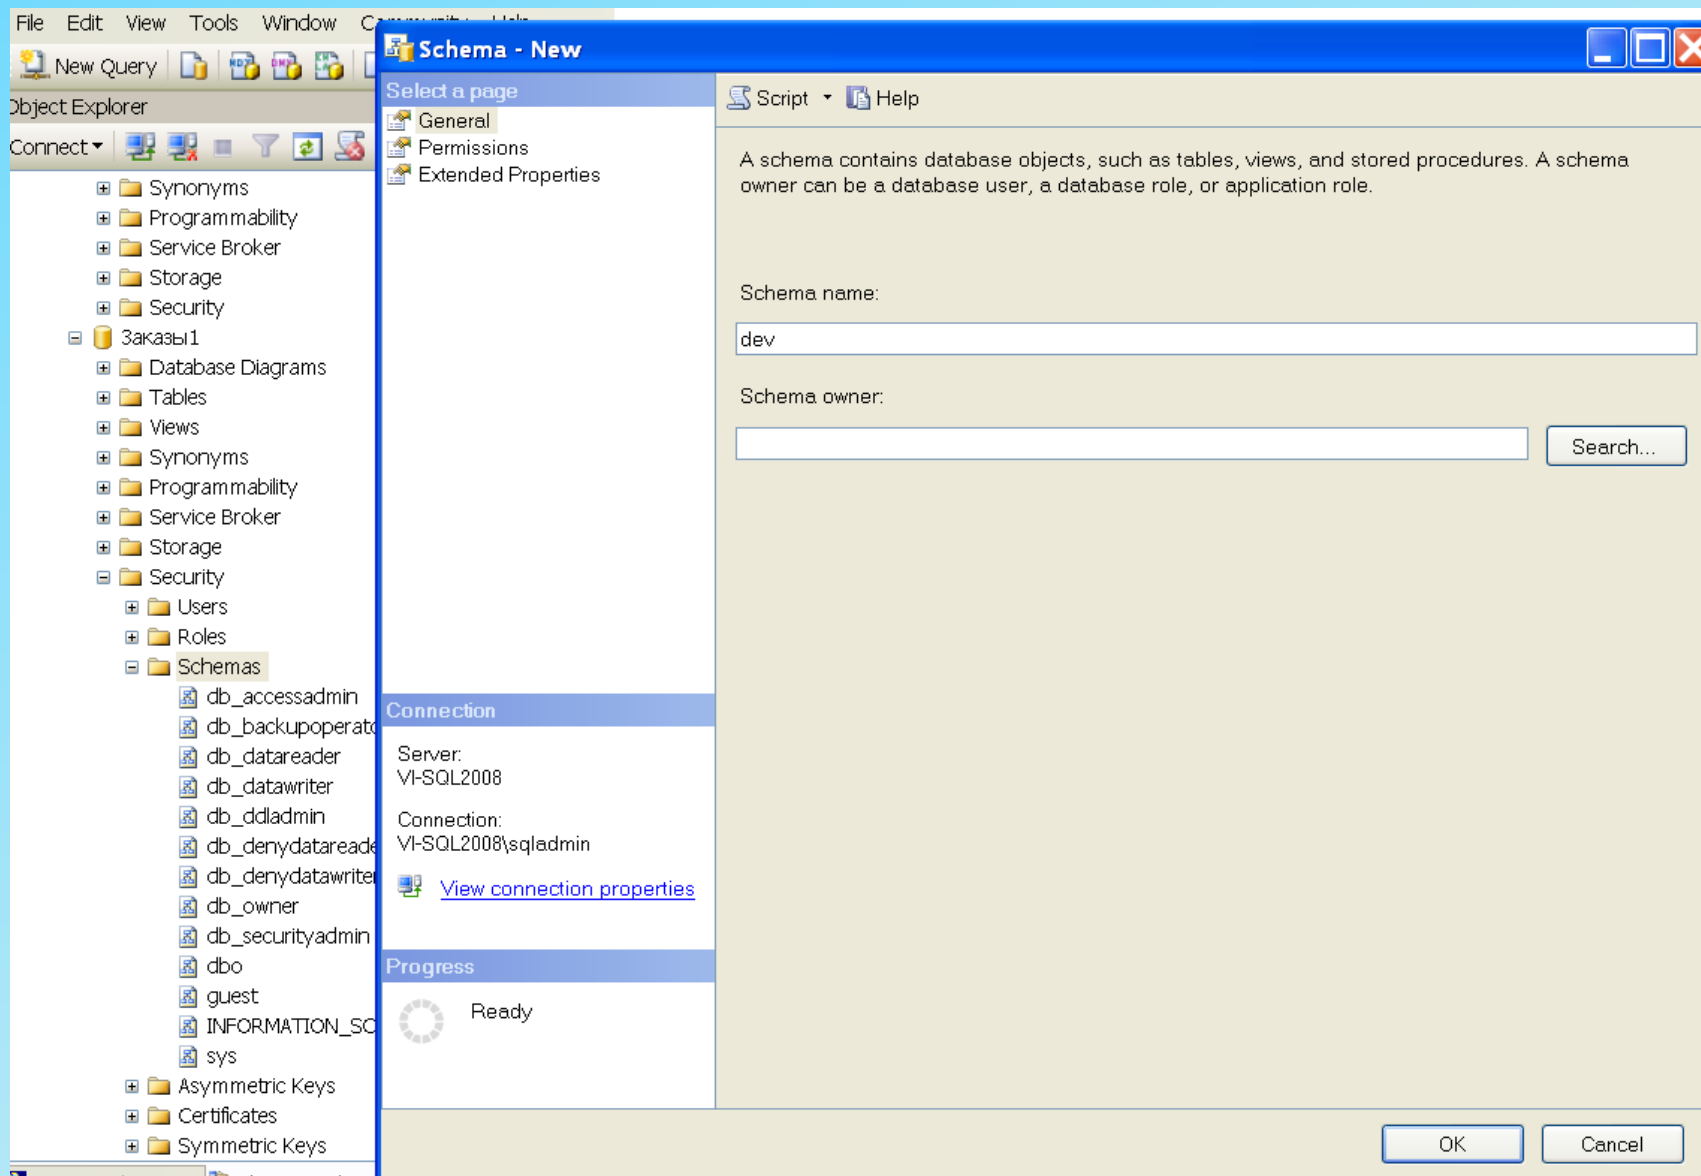 File Edit View Tools Window
New Query
Object Explorer
Connect
Synonyms
Programmability
Service Broker
Storage
Security
Заказы1
Database Diagrams
Tables
Views
Synonyms
Programmability
Service Broker
Storage
Security
Users
Roles
Schemas
db_accessadmin
db_backupoperato
db_datareader
db_datawriter
db_ddladmin
db_denydatareade
db_denydatawriter
db_owner
db_securityadmin
dbo
guest
INFORMATION_SC
sys
Asymmetric Keys
Certificates
Symmetric Keys
Schema - New
Select a page
General
Permissions
Extended Properties
Connection
Server:
VI-SQL2008
Connection:
VI-SQL2008\sqladmin
View connection properties
Progress
Ready
Script Help
A schema contains database objects, such as tables, views, and stored procedures. A schema
owner can be a database user, a database role, or application role.
Schema name:
dev
Schema owner:
Search...
OK Cancel